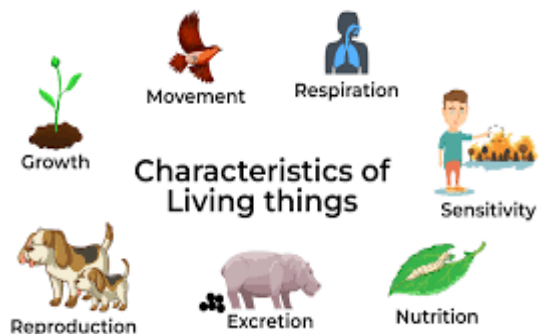 Movement
Respiration
Growth
Characteristics of
Living things
Sensitivity
Reproduction
Excretion
Nutrition